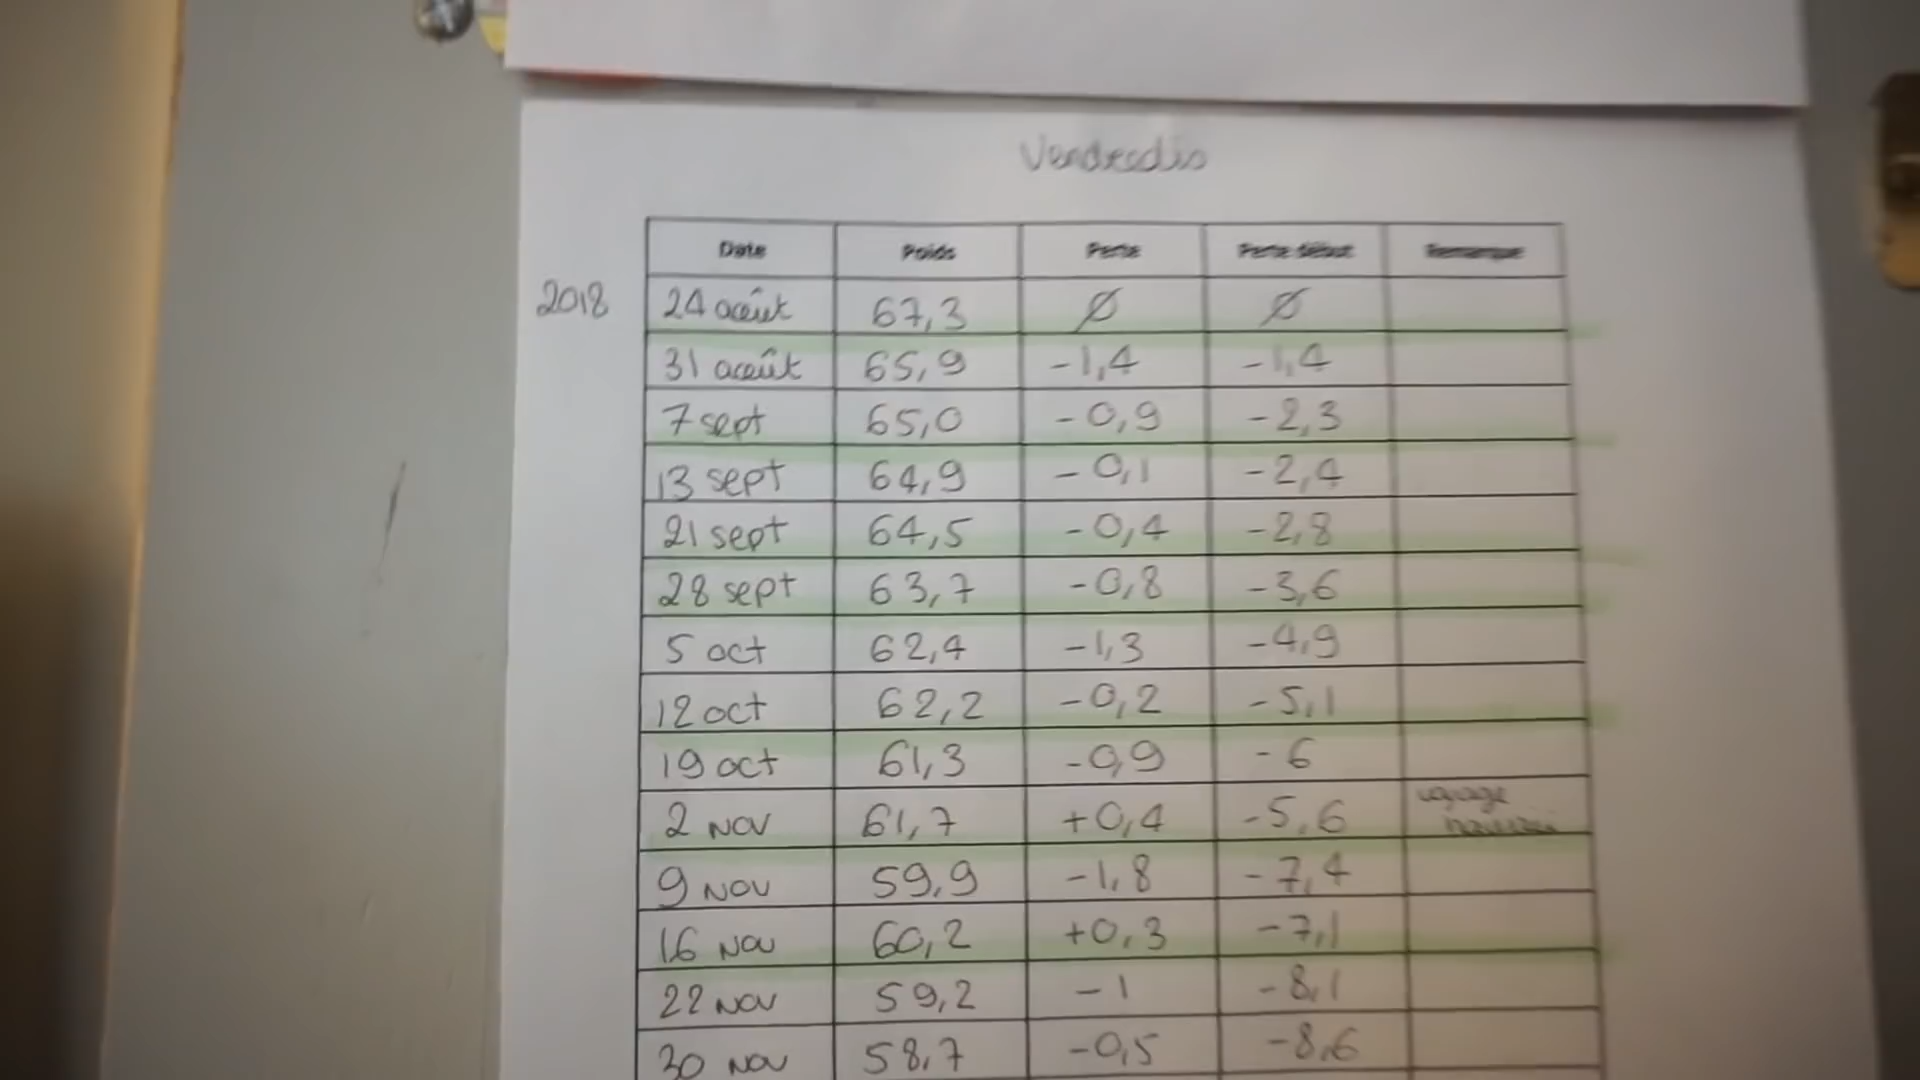 Vendredis
Date Poids Perte Perte début Remarque
2018 24 août 67,3 Ø Ø
31 août 65,9 -1,4 -1,4
7 sept 65,0 -0,9 -2,3
13 sept 64,9 -0,1 -2,4
21 sept 64,5 -0,4 -2,8
28 sept 63,7 -0,8 -3,6
5 oct 62,4 -1,3 -4,9
12 oct 62,2 -0,2 -5,1
19 oct 61,3 -0,9 -6
2 nov 61,7 +0,4 -5,6 voyage
9 nov 59,9 -1,8 -7,4
16 nov 60,2 +0,3 -7,1
22 nov 59,2 -1 -8,1
30 nov 58,7 -0,5 -8,6